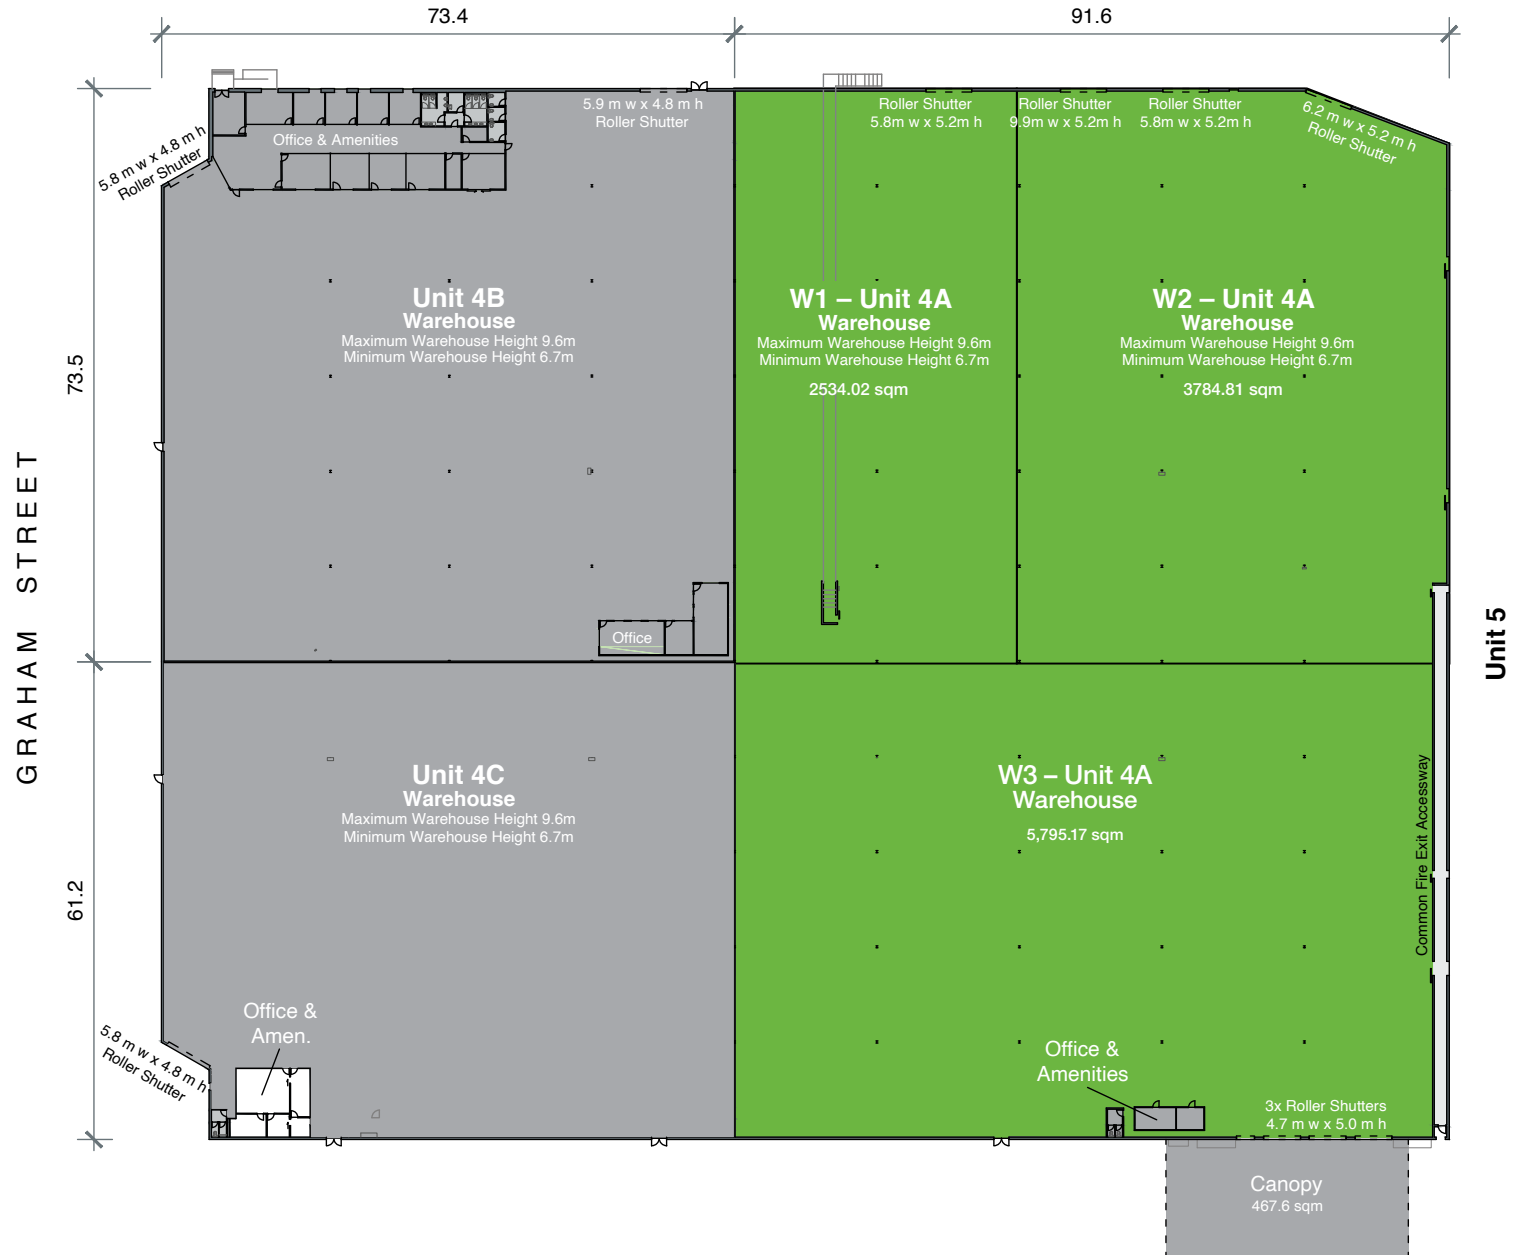 73.4
91.6
5.9 m w x 4.8 m h
Roller Shutter
Roller Shutter
5.8m w x 5.2m h
Roller Shutter
9.9m w x 5.2m h
Roller Shutter
5.8m w x 5.2m h
6.2 m w x 5.2 m h
Roller Shutter
Office & Amenities
5.8 m w x 4.8 m h
Roller Shutter
Unit 4B
Warehouse
Maximum Warehouse Height 9.6m
Minimum Warehouse Height 6.7m
W1 – Unit 4A
Warehouse
Maximum Warehouse Height 9.6m
Minimum Warehouse Height 6.7m
2534.02 sqm
W2 – Unit 4A
Warehouse
Maximum Warehouse Height 9.6m
Minimum Warehouse Height 6.7m
3784.81 sqm
73.5
GRAHAM STREET
Office
Unit 5
Unit 4C
Warehouse
Maximum Warehouse Height 9.6m
Minimum Warehouse Height 6.7m
W3 – Unit 4A
Warehouse
5,795.17 sqm
Common Fire Exit Accessway
61.2
Office &
Amen.
5.8 m w x 4.8 m h
Roller Shutter
Office &
Amenities
3x Roller Shutters
4.7 m w x 5.0 m h
Canopy
467.6 sqm